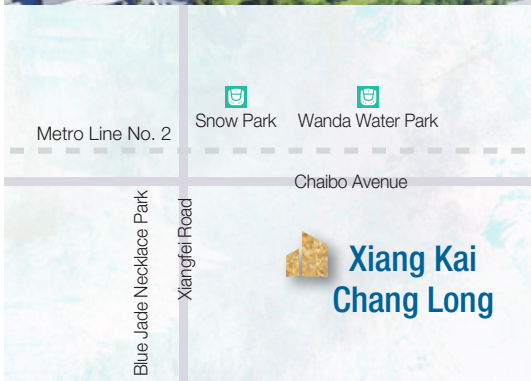 Snow Park
Wanda Water Park
Metro Line No. 2
Chaibo Avenue
Blue Jade Necklace Park
Xiangfei Road
Xiang Kai
Chang Long